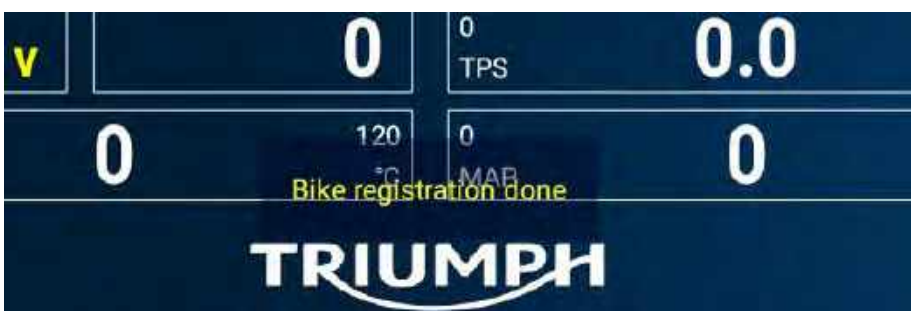 V
0
0
TPS
0.0
0
120
°C
0
MAP
0
Bike registration done
TRIUMPH